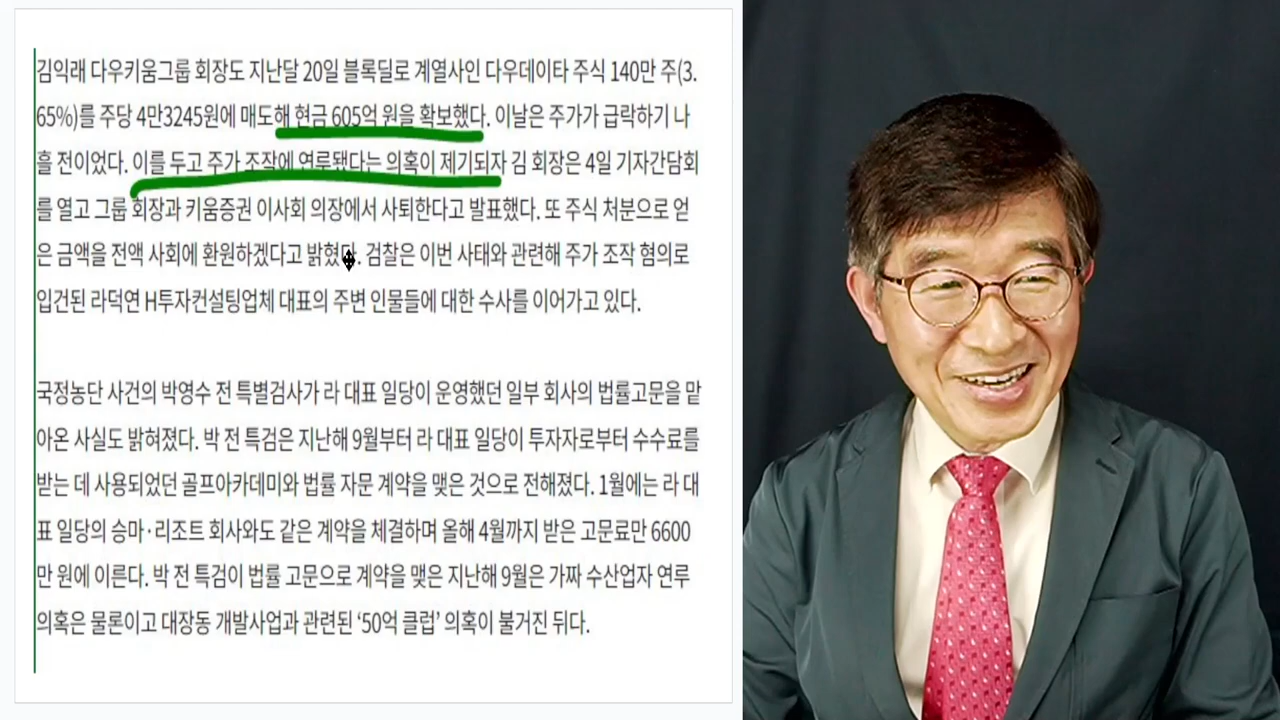 김익래 다우키움그룹 회장도 지난달 20일 블록딜로 계열사인 다우데이타 주식 140만 주(3.
65%)를 주당 4만3245원에 매도해 현금 605억 원을 확보했다. 이날은 주가가 급락하기 나
흘 전이었다. 이를 두고 주가 조작에 연루됐다는 의혹이 제기되자 김 회장은 4일 기자간담회
를 열고 그룹 회장과 키움증권 이사회 의장에서 사퇴한다고 발표했다. 또 주식 처분으로 얻
은 금액을 전액 사회에 환원하겠다고 밝혔다. 검찰은 이번 사태와 관련해 주가 조작 혐의로
입건된 라덕연 H투자컨설팅업체 대표의 주변 인물들에 대한 수사를 이어가고 있다.
국정농단 사건의 박영수 전 특별검사가 라 대표 일당이 운영했던 일부 회사의 법률고문을 맡
아온 사실도 밝혀졌다. 박 전 특검은 지난해 9월부터 라 대표 일당이 투자자로부터 수수료를
받는 데 사용되었던 골프아카데미와 법률 자문 계약을 맺은 것으로 전해졌다. 1월에는 라 대
표 일당의 승마·리조트 회사와도 같은 계약을 체결하며 올해 4월까지 받은 고문료만 6600
만 원에 이른다. 박 전 특검이 법률 고문으로 계약을 맺은 지난해 9월은 가짜 수산업자 연루
의혹은 물론이고 대장동 개발사업과 관련된 ‘50억 클럽’ 의혹이 불거진 뒤다.